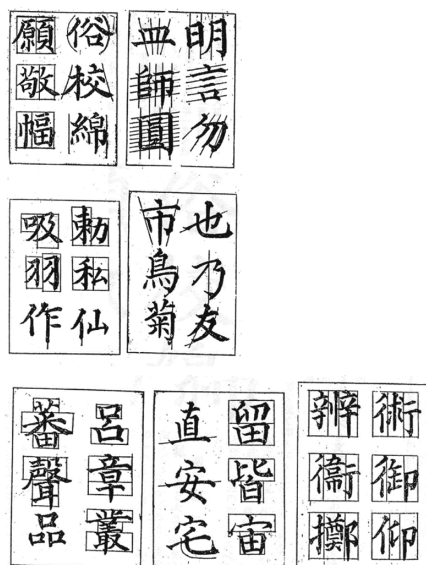 明言勿
皿師圓
俗校綿
願敬幅
也乃友
市鳥菊
勅私仙
吸羽作
術御仰
辨衞擲
留皆宙
直安宅
呂章叢
蕃聲品